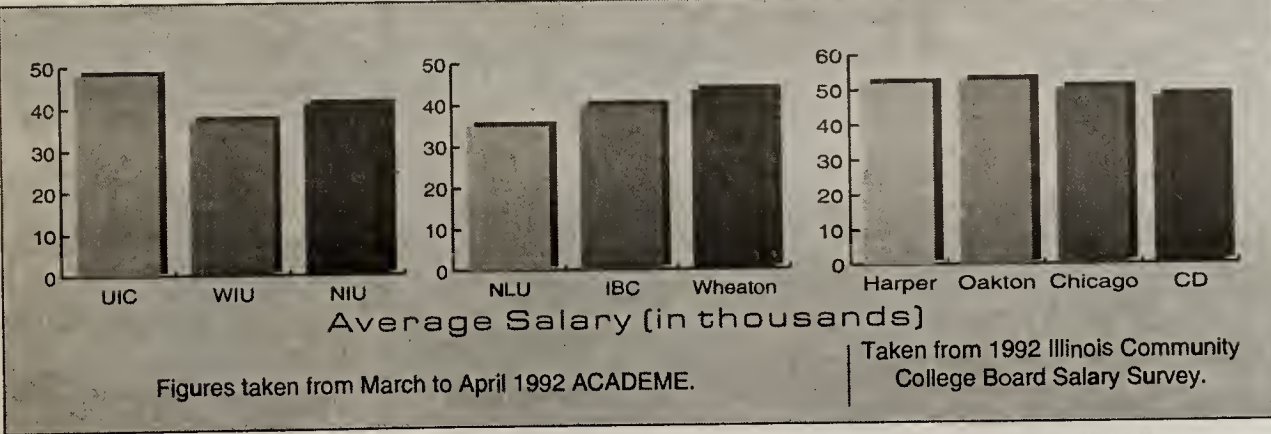 50
40
30
20
10
0
UIC WIU NIU
50
40
30
20
10
0
NLU IBC Wheaton
60
50
40
30
20
10
0
Harper Oakton Chicago CD
Average Salary (in thousands)
Figures taken from March to April 1992 ACADEME.
Taken from 1992 Illinois Community
College Board Salary Survey.